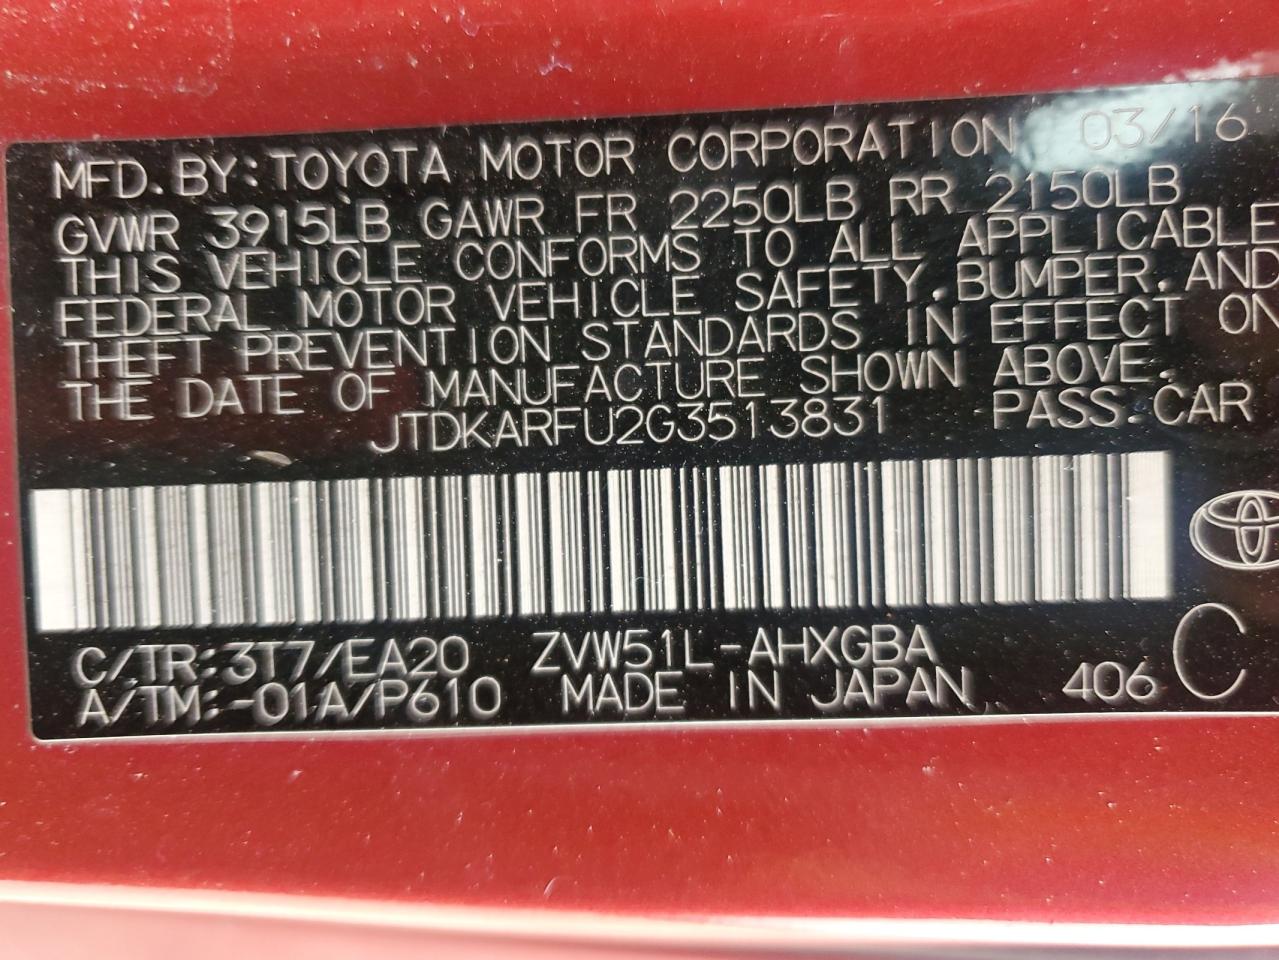 MFD. BY: TOYOTA MOTOR CORPORATION 03/16
GVWR 3915LB GAWR FR 2250LB RR 2150LB
THIS VEHICLE CONFORMS TO ALL APPLICABLE
FEDERAL MOTOR VEHICLE SAFETY, BUMPER, AND
THEFT PREVENTION STANDARDS IN EFFECT ON
THE DATE OF MANUFACTURE SHOWN ABOVE.
JTDKARFU2G3513831 PASS. CAR
C/TR: 3T7/EA20 ZVW51L-AHXGBA
A/TM: -01A/P610 MADE IN JAPAN 406 C